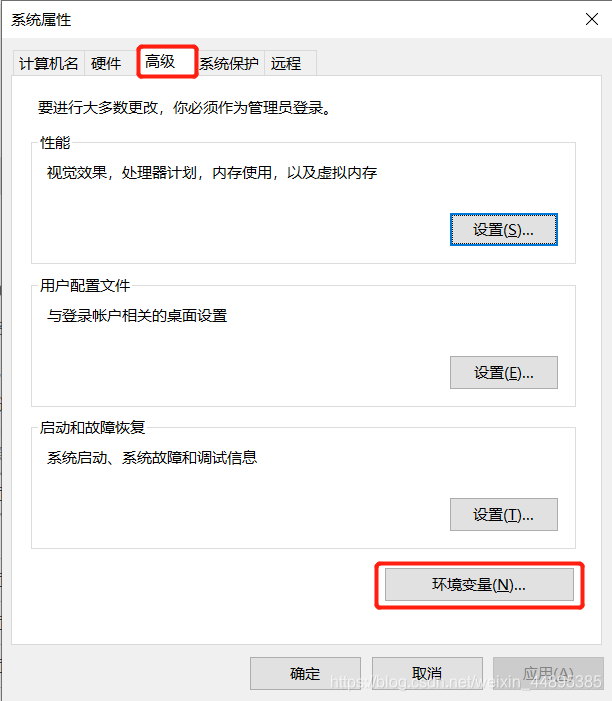 系统属性
计算机名 硬件 高级 系统保护 远程
要进行大多数更改，你必须作为管理员登录。
性能
视觉效果，处理器计划，内存使用，以及虚拟内存
设置(S)...
用户配置文件
与登录帐户相关的桌面设置
设置(E)...
启动和故障恢复
系统启动、系统故障和调试信息
设置(T)...
环境变量(N)...
确定 取消 应用(A)
https://blog.csdn.net/weixin_44895385